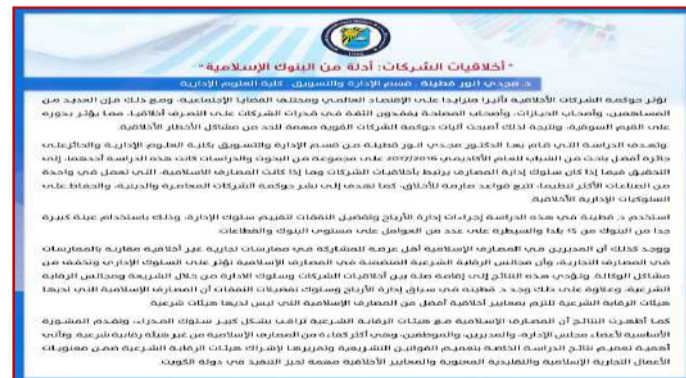 "أخلاقيات الشركات: أدلة من البنوك الإسلامية"
د. مجدي أنور قطينة ، قسم الإدارة والتسويق ، كلية العلوم الإدارية
تؤثر حوكمة الشركات الأخلاقية تأثيرا متزايدا على الإقتصاد العالمي ومختلف القضايا الإجتماعية، ومع ذلك فإن العديد من
المساهمين، وأصحاب الحيازات، وأصحاب المصلحة يفقدون الثقة في قدرات الشركات على التصرف أخلاقيا، مما يؤثر بدوره
على القيم السوقية، ونتيجة لذلك أصبحت آليات حوكمة الشركات القوية مهمة للحد من مشاكل الأخطار الأخلاقية.
وتهدف الدراسة التي قام بها الدكتور مجدي انور قطينة من قسم الإدارة والتسويق بكلية العلوم الإدارية والحائز على
جائزة أفضل باحث من الشباب للعام الأكاديمي 2017/2016 على مجموعة من البحوث والدراسات كانت هذه الدراسة أحدهما، إلى
التحقيق فيما إذا كان سلوك إدارة المصارف يرتبط بأخلاقيات الشركات وما إذا كانت المصارف الاسلامية، التي تعمل في واحدة
من الصناعات الأكثر تنظيما، تتبع قواعد صارمة للأخلاق، كما تهدف إلى نشر حوكمة الشركات المعاصرة والدينية، والحفاظ على
السلوكيات الإدارية الأخلاقية.
استخدم د. قطينة في هذه الدراسة إجراءات إدارة الأرباح وتفضيل النفقات لتقييم سلوك الإدارة، وذلك باستخدام عينة كبيرة
جدا من البنوك من 15 بلدا والسيطرة على عدد من العوامل على مستوى البنوك والقطاعات.
ووجد كذلك أن المديرين في المصارف الإسلامية أقل عرضة للمشاركة في ممارسات تجارية غير أخلاقية مقارنة بالممارسات
في المصارف التجارية، وأن مجالس الرقابة الشرعية المتضمنة في المصارف الإسلامية تؤثر على السلوك الإداري وتخفف من
مشاكل الوكالة. وتؤدي هذه النتائج إلى إقامة صلة بين أخلاقيات الشركات وسلوك الادارة من خلال الشريعة ومجالس الرقابة
الشرعية، وعلاوة على ذلك وجد د. قطينه في سياق إدارة الأرباح وسلوك تفضيلات النفقات أن المصارف الإسلامية التي لديها
هيئات الرقابة الشرعية تلتزم بمعايير أخلاقية أفضل من المصارف الإسلامية التي ليس لديها هيئات شرعية.
كما أظهرت النتائج أن المصارف الإسلامية مع هيئات الرقابة الشرعية تراقب بشكل كبير سلوك المدراء، وتقدم المشورة
الأساسية لأعضاء مجلس الإدارة، والمديرين، والموظفين، وهي أكثر كفاءة من المصارف الإسلامية من غير هيئة رقابية شرعية. وتأتي
أهمية تعميم نتائج الدراسة الخاصة بتعميم القوانين التشريعية وتمريرها لإشراك هيئات الرقابة الشرعية ضمن معنويات
الأعمال التجارية الإسلامية والتقليدية المعنوية والمعايير الأخلاقية مهمة لحيز التنفيذ في دولة الكويت.